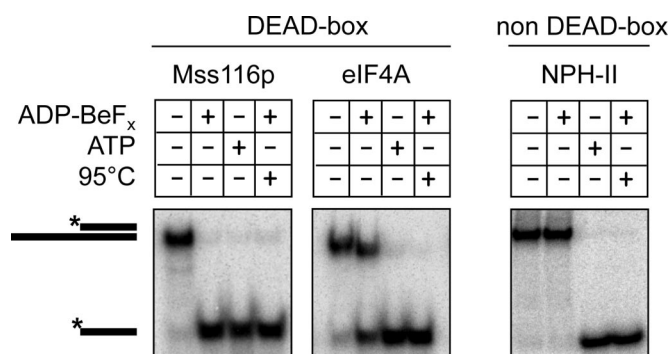 DEAD-box non DEAD-box
Mss116p eIF4A NPH-II
ADP-BeFx - + - + - + - + - + - +
ATP - - + - - - + - - - + -
95°C - - - + - - - + - - - +
*
*